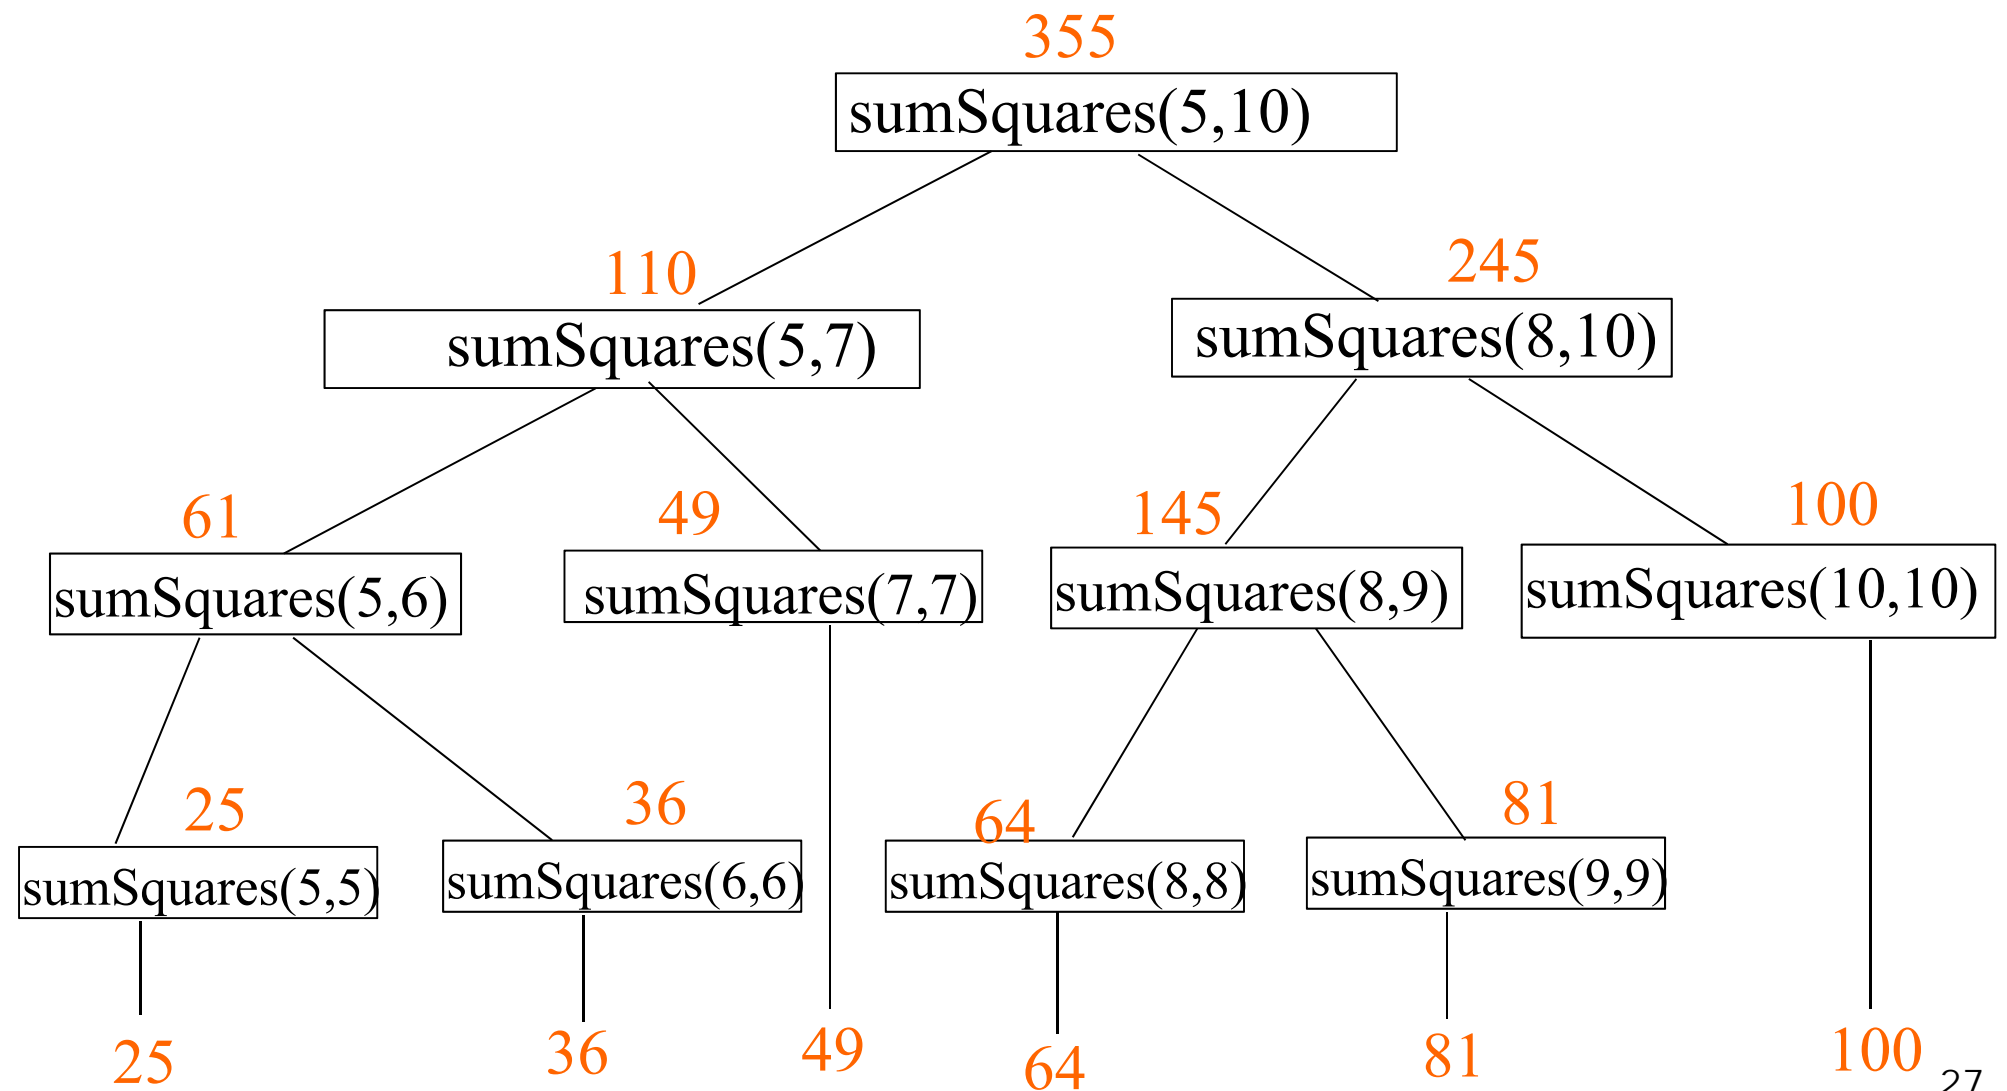 355
sumSquares(5,10)
110
245
sumSquares(5,7)
sumSquares(8,10)
61
49
145
100
sumSquares(5,6)
sumSquares(7,7)
sumSquares(8,9)
sumSquares(10,10)
25
36
64
81
sumSquares(5,5)
sumSquares(6,6)
sumSquares(8,8)
sumSquares(9,9)
25
36
49
64
81
100
27